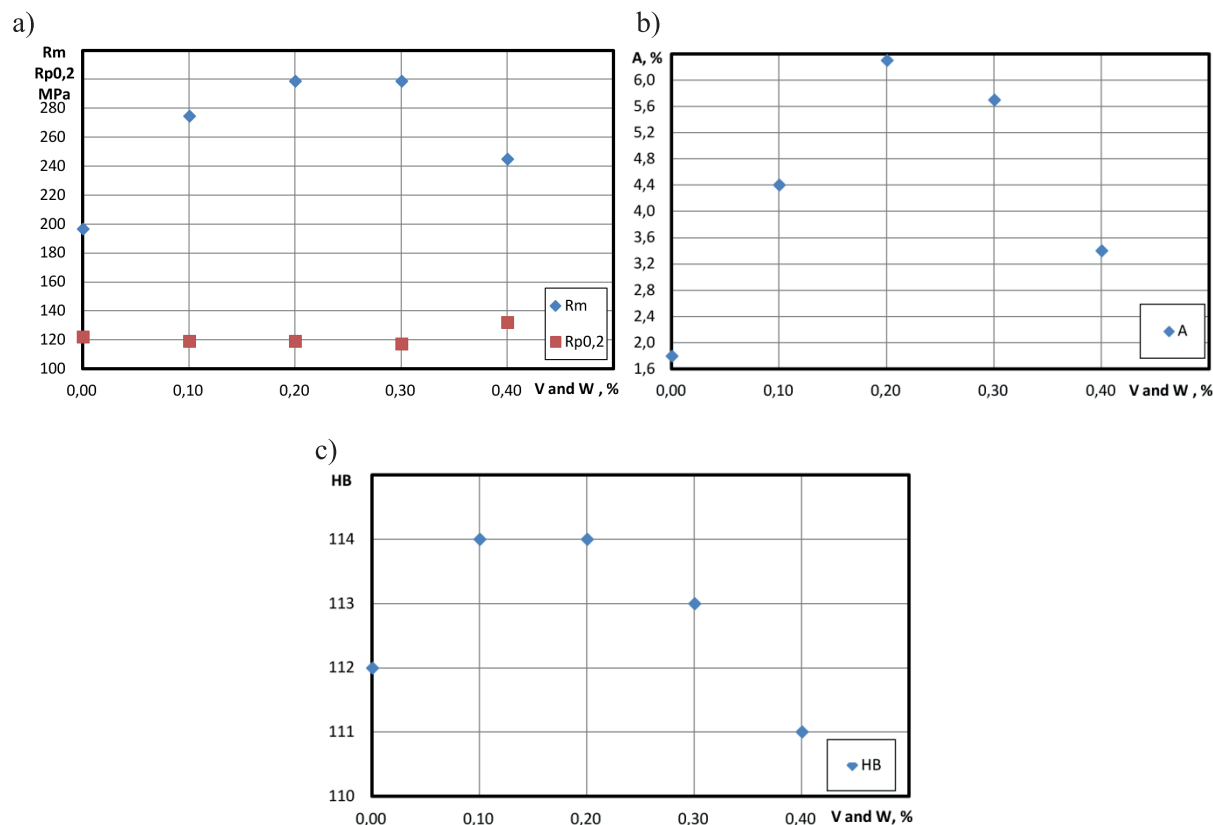 a)
Rm
Rp0,2
MPa
280
260
240
220
200
180
160
140
120
100
0,00 0,10 0,20 0,30 0,40 V and W , %
Rm
Rp0,2
b)
A, %
6,0
5,6
5,2
4,8
4,4
4,0
3,6
3,2
2,8
2,4
2,0
1,6
0,00 0,10 0,20 0,30 0,40 V and W , %
A
c)
HB
114
113
112
111
110
0,00 0,10 0,20 0,30 0,40 V and W, %
HB